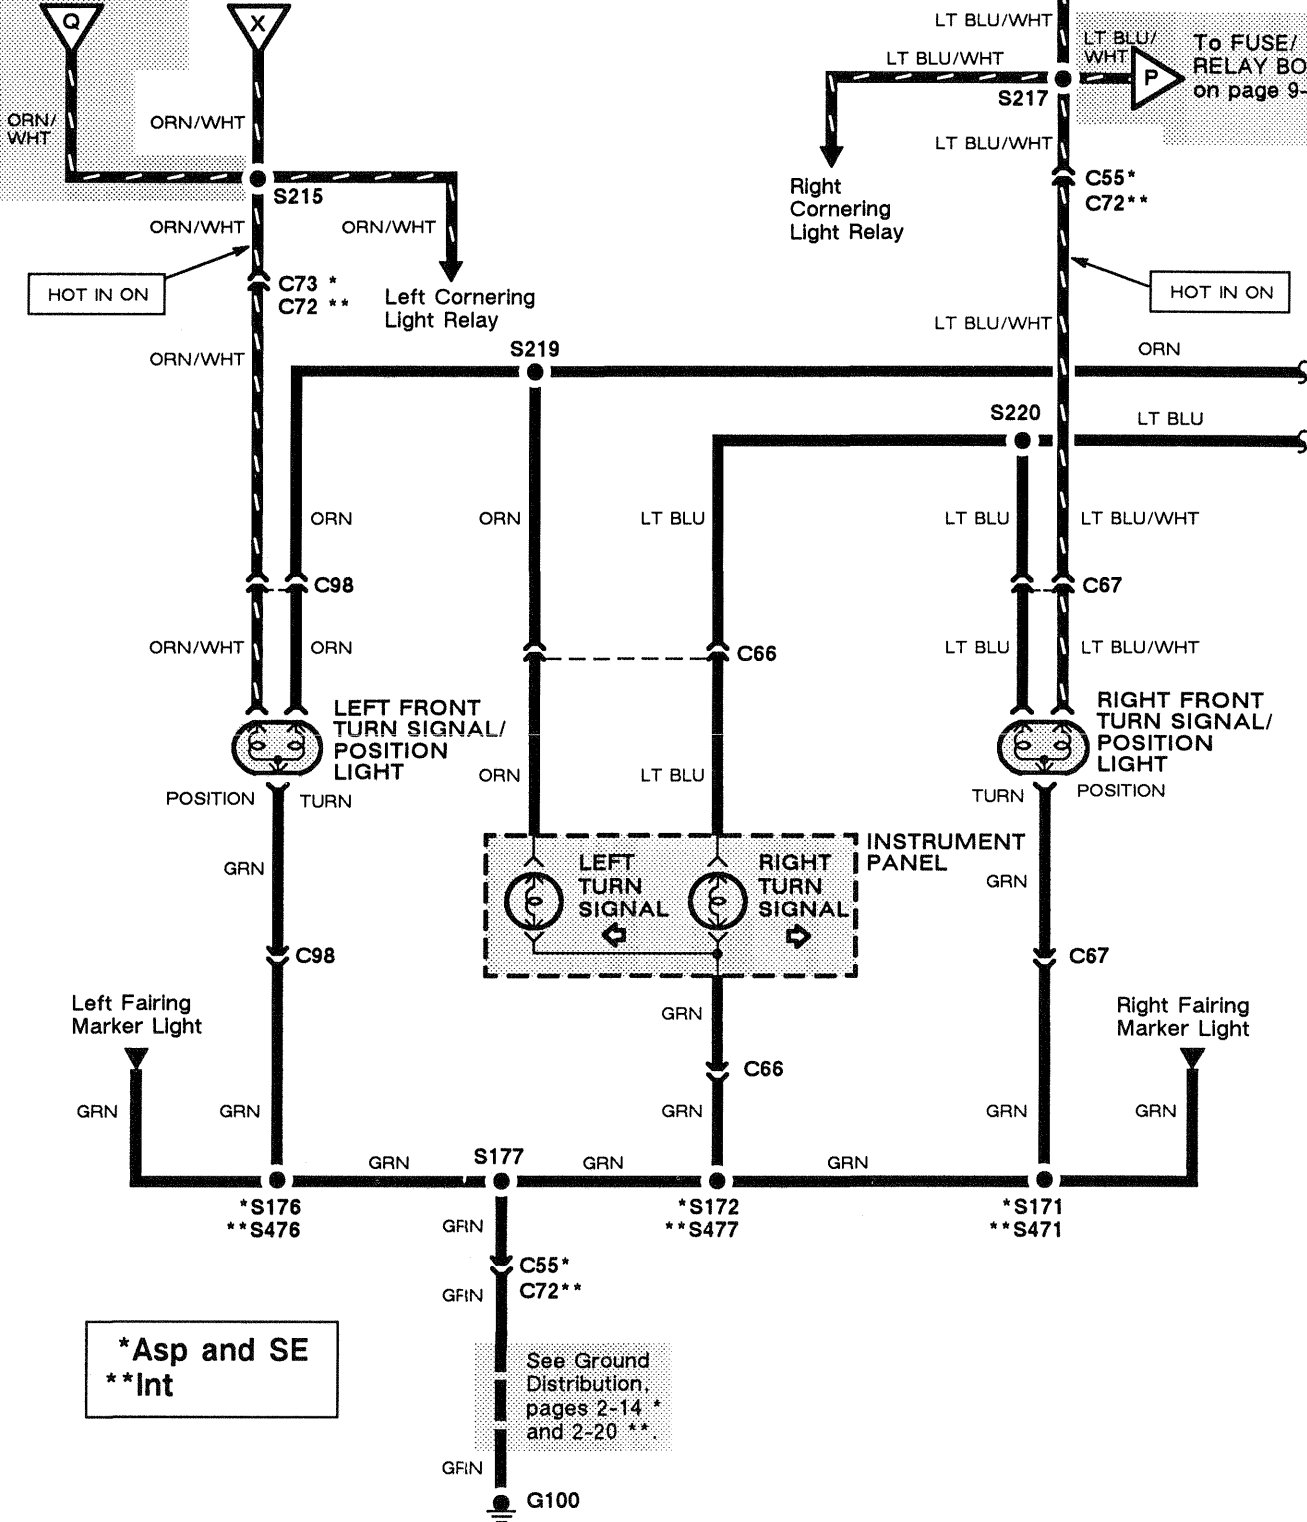 Q
X
LT BLU/WHT
LT BLU/
WHT
P
To FUSE/
RELAY BO
on page 9-
LT BLU/WHT
S217
ORN/
WHT
ORN/WHT
LT BLU/WHT
S215
C55*
C72**
Right
Cornering
Light Relay
ORN/WHT
ORN/WHT
HOT IN ON
C73 *
C72 **
Left Cornering
Light Relay
HOT IN ON
LT BLU/WHT
ORN/WHT
S219
ORN
S220
LT BLU
ORN
ORN
LT BLU
LT BLU
LT BLU/WHT
C98
C67
ORN/WHT
ORN
C66
LT BLU
LT BLU/WHT
LEFT FRONT
TURN SIGNAL/
POSITION
LIGHT
RIGHT FRONT
TURN SIGNAL/
POSITION
LIGHT
ORN
LT BLU
POSITION
TURN
TURN
POSITION
INSTRUMENT
PANEL
LEFT
TURN
SIGNAL
RIGHT
TURN
SIGNAL
GRN
GRN
C98
C67
Left Fairing
Marker Light
GRN
Right Fairing
Marker Light
C66
GRN
GRN
GRN
GRN
GRN
GRN
S177
GRN
GRN
*S176
**S476
*S172
**S477
*S171
**S471
GRN
C55*
C72**
GRN
*Asp and SE
**Int
See Ground
Distribution,
pages 2-14 *
and 2-20 **.
GRN
G100